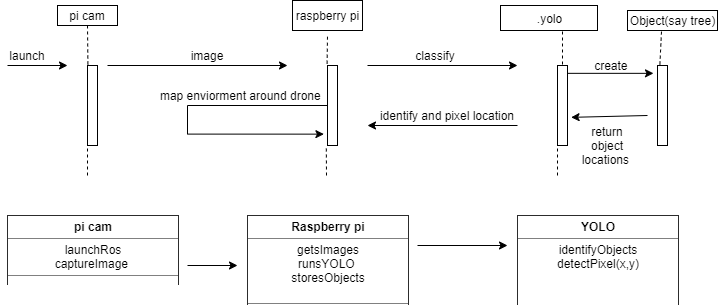 pi cam
raspberry pi
.yolo
Object(say tree)
launch
image
classify
create
map enviorment around drone
identify and pixel location
return
object
locations
pi cam
launchRos
captureImage
Raspberry pi
getsImages
runsYOLO
storesObjects
YOLO
identifyObjects
detectPixel(x,y)